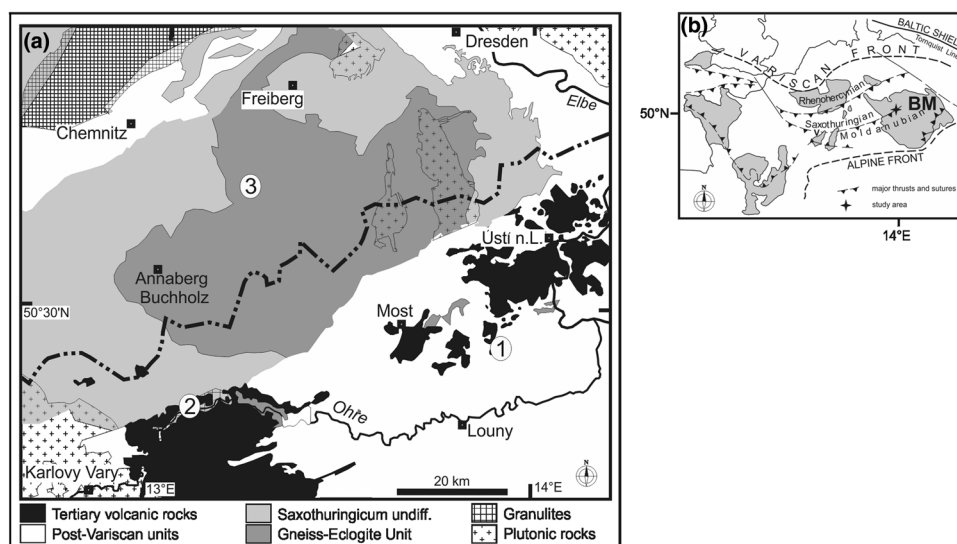 (a)
Dresden
Freiberg
Elbe
Chemnitz
3
Ústí n.L.
Annaberg
Buchholz
50°30'N
Most
1
2
Ohře
Louny
Karlovy Vary
N
20 km
13°E
14°E
Tertiary volcanic rocks
Saxothuringicum undiff.
Granulites
Post-Variscan units
Gneiss-Eclogite Unit
Plutonic rocks
(b)
BALTIC SHIELD
Tornquist Line
VARISCAN FRONT
Rhenohercynian
50°N
BM
Saxothuringian
Moldanubian
ALPINE FRONT
major thrusts and sutures
study area
N
14°E